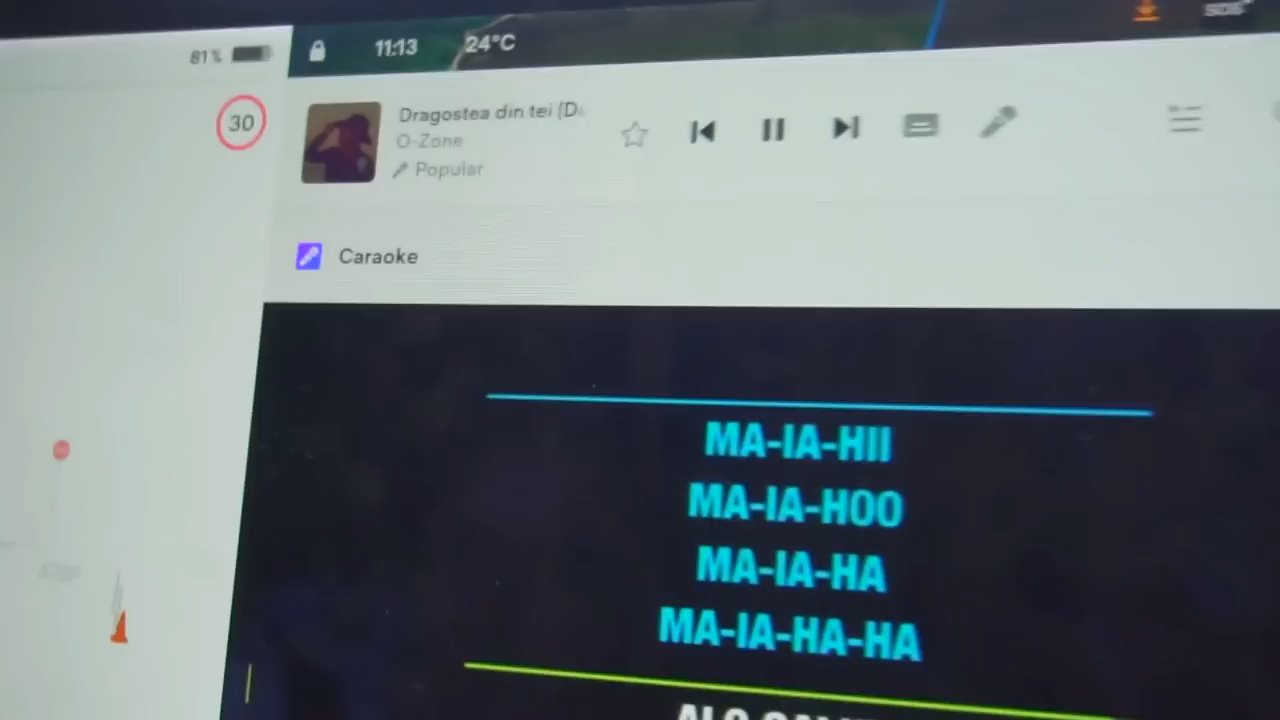 81%
11:13
24°C
30
Dragostea din tei (D
O-Zone
Popular
Caraoke
MA-IA-HII
MA-IA-HOO
MA-IA-HA
MA-IA-HA-HA